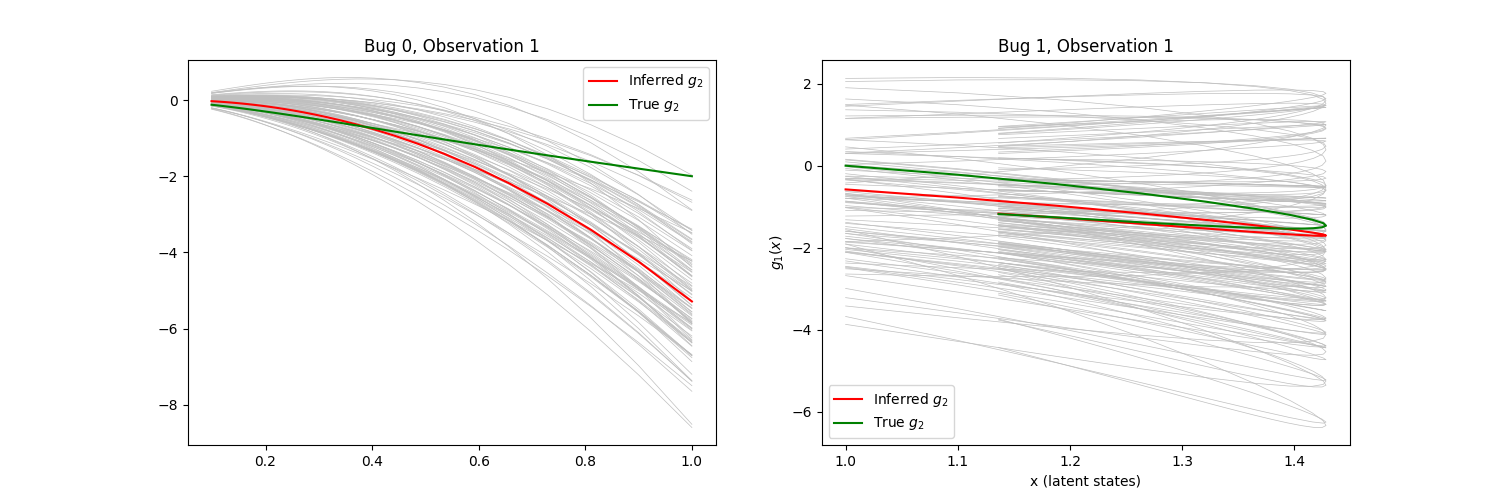 Bug 0, Observation 1
Inferred g₂
True g₂
0
−2
−4
−6
−8
0.2
0.4
0.6
0.8
1.0
Bug 1, Observation 1
g₁(x)
2
0
−2
−4
−6
Inferred g₂
True g₂
1.0
1.1
1.2
1.3
1.4
x (latent states)